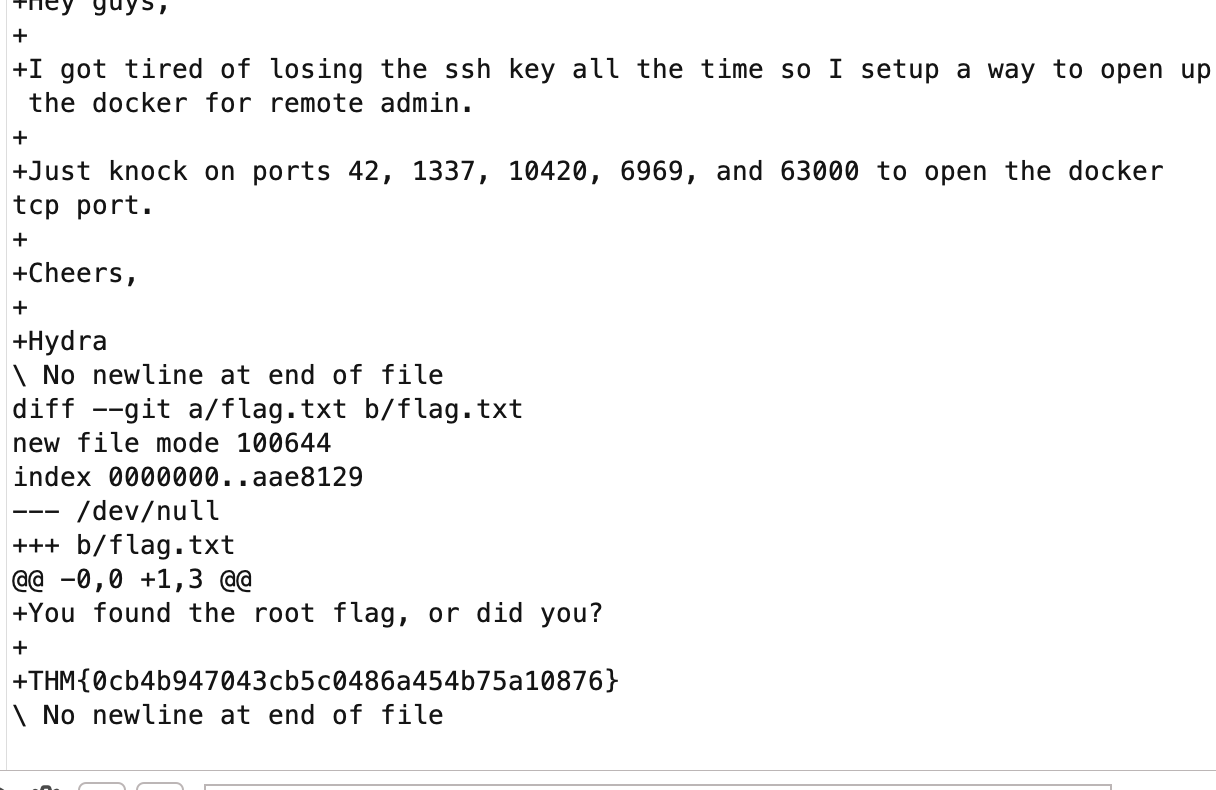 +Hey guys,
+
+I got tired of losing the ssh key all the time so I setup a way to open up
 the docker for remote admin.
+
+Just knock on ports 42, 1337, 10420, 6969, and 63000 to open the docker
tcp port.
+
+Cheers,
+
+Hydra
\ No newline at end of file
diff --git a/flag.txt b/flag.txt
new file mode 100644
index 0000000..aae8129
--- /dev/null
+++ b/flag.txt
@@ -0,0 +1,3 @@
+You found the root flag, or did you?
+
+THM{0cb4b947043cb5c0486a454b75a10876}
\ No newline at end of file